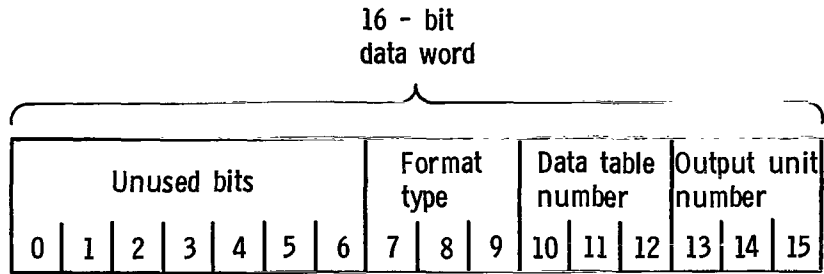 16 - bit
data word
Unused bits
Format type
Data table number
Output unit number
0 1 2 3 4 5 6 7 8 9 10 11 12 13 14 15